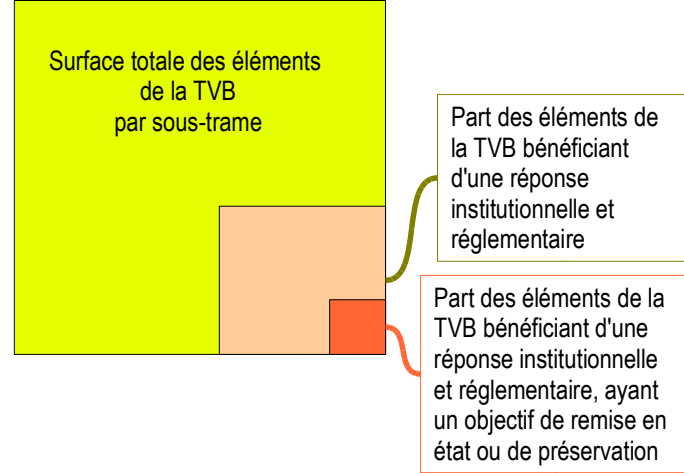 Surface totale des éléments
de la TVB
par sous-trame
Part des éléments de
la TVB bénéficiant
d'une réponse
institutionnelle et
réglementaire
Part des éléments de la
TVB bénéficiant d'une
réponse institutionnelle
et réglementaire, ayant
un objectif de remise en
état ou de préservation